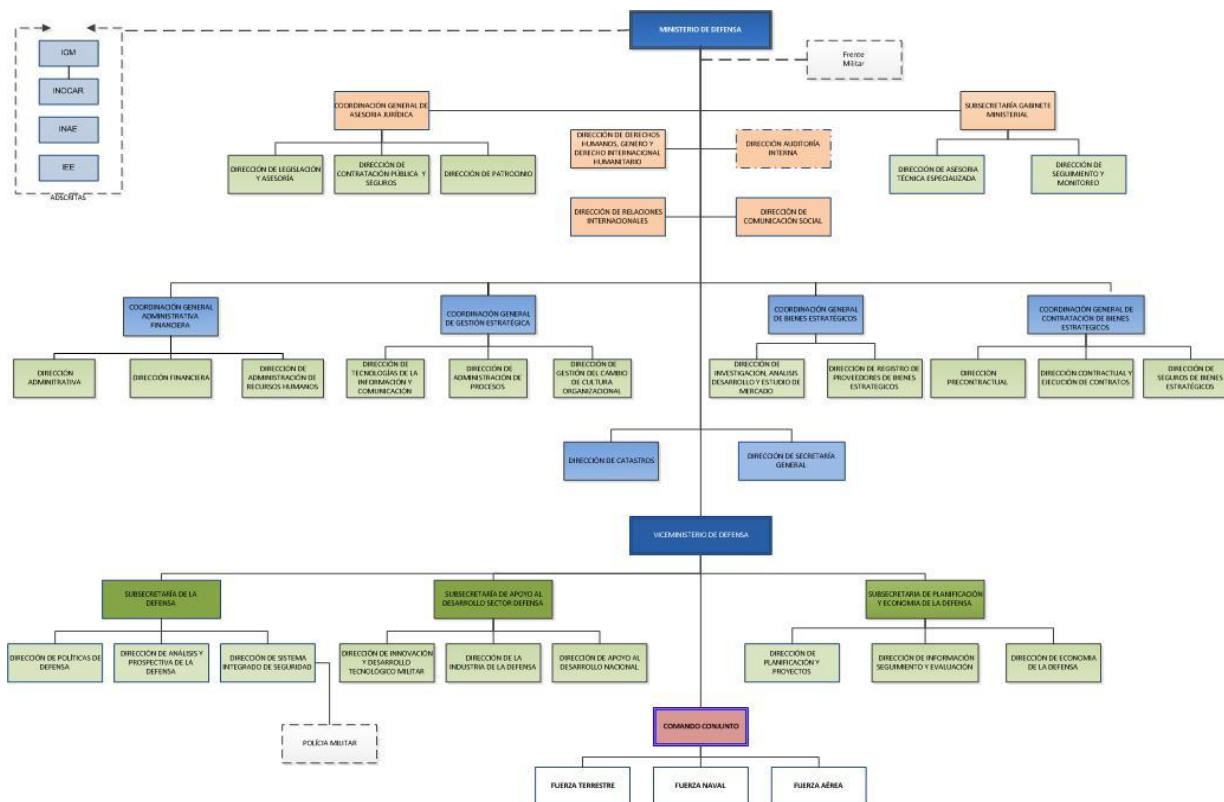 MINISTERIO DE DEFENSA
Frente
Militar
IGM
INOCAR
INAE
IEE
ADSCRITAS
COORDINACIÓN GENERAL DE
ASESORIA JURÍDICA
SUBSECRETARÍA GABINETE
MINISTERIAL
DIRECCIÓN DE DERECHOS
HUMANOS, GENERO Y
DERECHO INTERNACIONAL
HUMANITARIO
DIRECCIÓN AUDITORÍA
INTERNA
DIRECCIÓN DE LEGISLACIÓN
Y ASESORÍA
DIRECCIÓN DE
CONTRATACIÓN PÚBLICA Y
SEGUROS
DIRECCIÓN DE PATROCINIO
DIRECCIÓN DE ASESORIA
TÉCNICA ESPECIALIZADA
DIRECCIÓN DE
SEGUIMIENTO Y
MONITOREO
DIRECCIÓN DE RELACIONES
INTERNACIONALES
DIRECCIÓN DE
COMUNICACIÓN SOCIAL
COORDINACIÓN GENERAL
ADMINISTRATIVA
FINANCIERA
COORDINACIÓN GENERAL
DE GESTIÓN ESTRATÉGICA
COORDINACIÓN GENERAL
DE BIENES ESTRATÉGICOS
COORDINACIÓN GENERAL DE
CONTRATACIÓN DE BIENES
ESTRATEGICOS
DIRECCIÓN
ADMINITRATIVA
DIRECCIÓN FINANCIERA
DIRECCIÓN DE
ADMINISTRACIÓN DE
RECURSOS HUMANOS
DIRECCIÓN DE
TECNOLOGÍAS DE LA
INFORMACIÓN Y
COMUNICACIÓN
DIRECCIÓN DE
ADMINISTRACIÓN DE
PROCESOS
DIRECCIÓN DE
GESTIÓN DEL CAMBIO
DE CULTURA
ORGANIZACIONAL
DIRECCIÓN DE
INVESTIGACIÓN, ANALISIS
DESARROLLO Y ESTUDIO DE
MERCADO
DIRECCIÓN DE REGISTRO DE
PROVEEDORES DE BIENES
ESTRATEGICOS
DIRECCIÓN
PRECONTRACTUAL
DIRECCIÓN CONTRACTUAL Y
EJECUCIÓN DE CONTRATOS
DIRECCIÓN DE
SEGUROS DE BIENES
ESTRATÉGICOS
DIRECCIÓN DE CATASTROS
DIRECCIÓN DE SECRETARÍA
GENERAL
VICEMINISTERIO DE DEFENSA
SUBSECRETARÍA DE LA
DEFENSA
SUBSECRETARÍA DE APOYO AL
DESARROLLO SECTOR DEFENSA
SUBSECRETARIA DE PLANIFICACIÓN
Y ECONOMIA DE LA DEFENSA
DIRECCIÓN DE POLÍTICAS DE
DEFENSA
DIRECCIÓN DE ANÁLISIS Y
PROSPECTIVA DE LA
DEFENSA
DIRECCIÓN DE SISTEMA
INTEGRADO DE SEGURIDAD
DIRECCIÓN DE INNOVACIÓN
Y DESARROLLO
TECNOLÓGICO MILITAR
DIRECCIÓN DE LA
INDUSTRIA DE LA DEFENSA
DIRECCIÓN DE APOYO AL
DESARROLLO NACIONAL
DIRECCIÓN DE
PLANIFICACIÓN Y
PROYECTOS
DIRECCIÓN DE INFORMACIÓN
SEGUIMIENTO Y EVALUACIÓN
DIRECCIÓN DE ECONOMIA
DE LA DEFENSA
POLÍCIA MILITAR
COMANDO CONJUNTO
FUERZA TERRESTRE
FUERZA NAVAL
FUERZA AÉREA